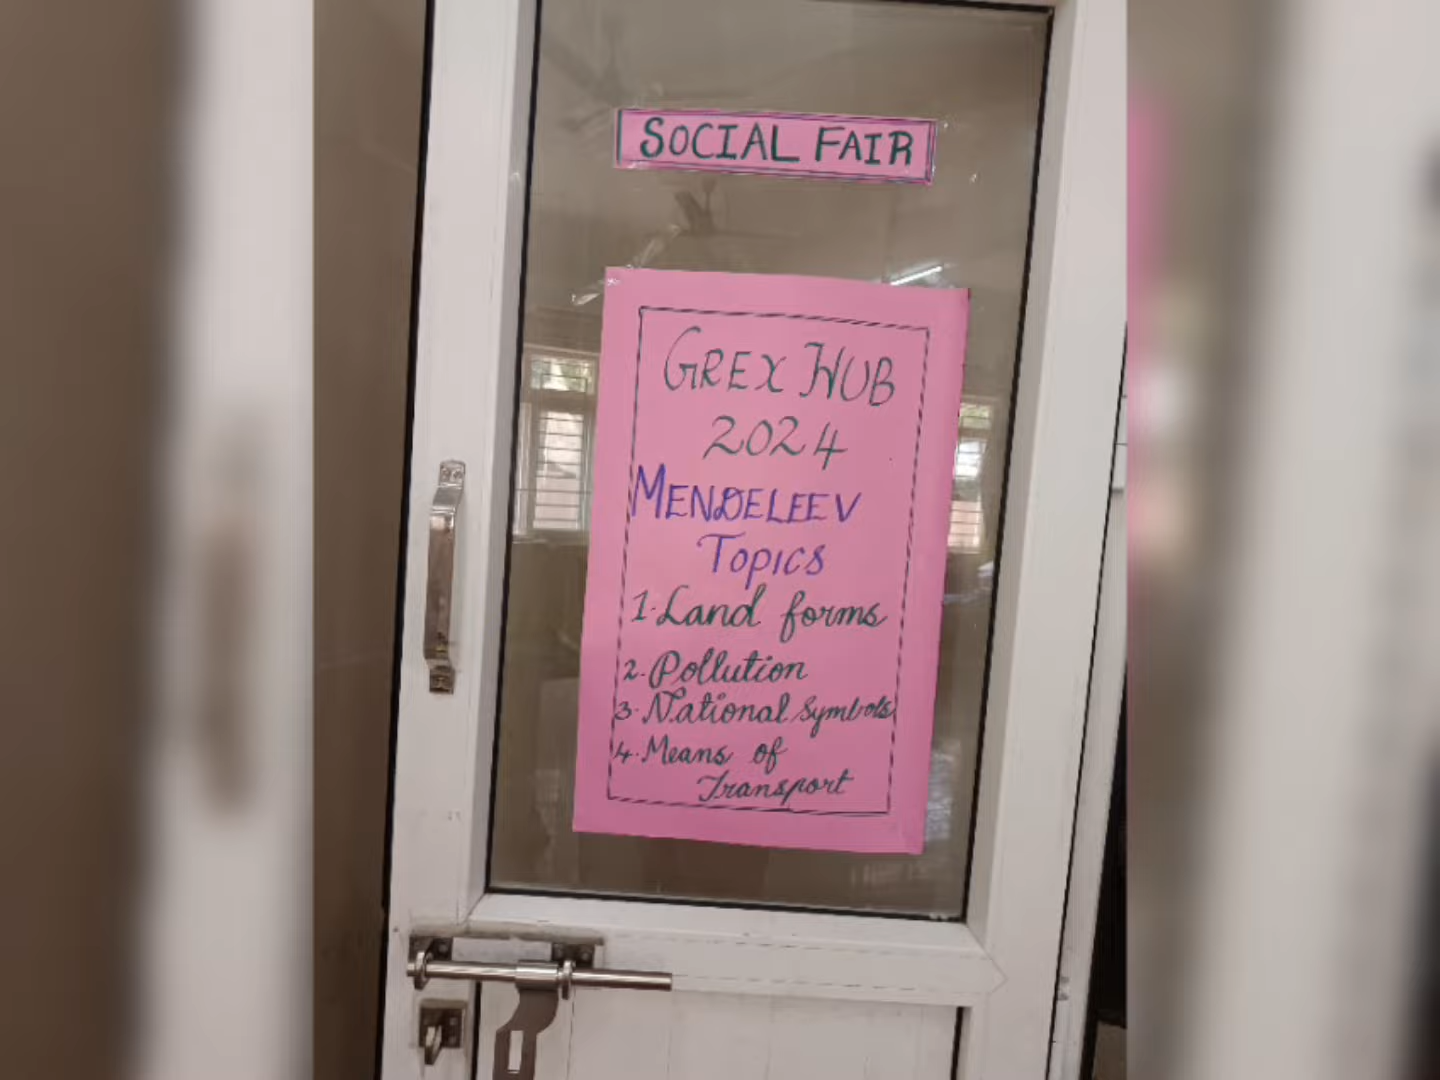 SOCIAL FAIR
GREX HUB
2024
MENDELEEV
TOPICS
1. Land forms
2. Pollution
3. National Symbols
4. Means of
Transport